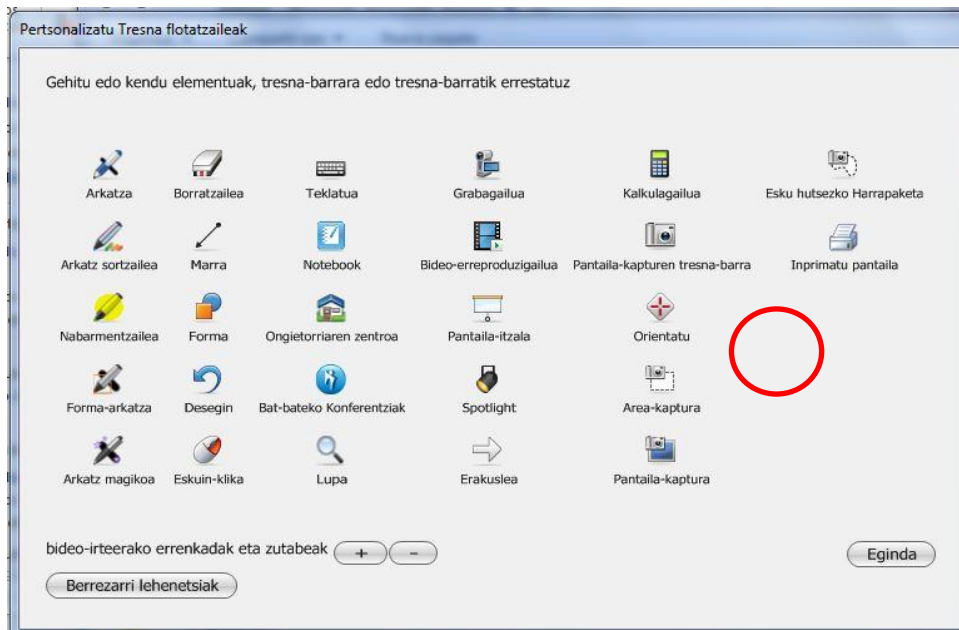 Pertsonalizatu Tresna flotatzaileak
Gehitu edo kendu elementuak, tresna-barrara edo tresna-barratik errestatuz
Arkatza Borratzailea Teklatua Grabagailua Kalkulagailua Esku hutsezko Harrapaketa
Arkatz sortzailea Marra Notebook Bideo-erreproduzigailua Pantaila-kapturen tresna-barra Inprimatu pantaila
Nabarmentzailea Forma Ongietorriaren zentroa Pantaila-itzala Orientatu
Forma-arkatza Desegin Bat-bateko Konferentziak Spotlight Area-kaptura
Arkatz magikoa Eskuin-klika Lupa Erakuslea Pantaila-kaptura
bideo-irteerako errenkadak eta zutabeak + -
Eginda
Berrezarri lehenetsiak